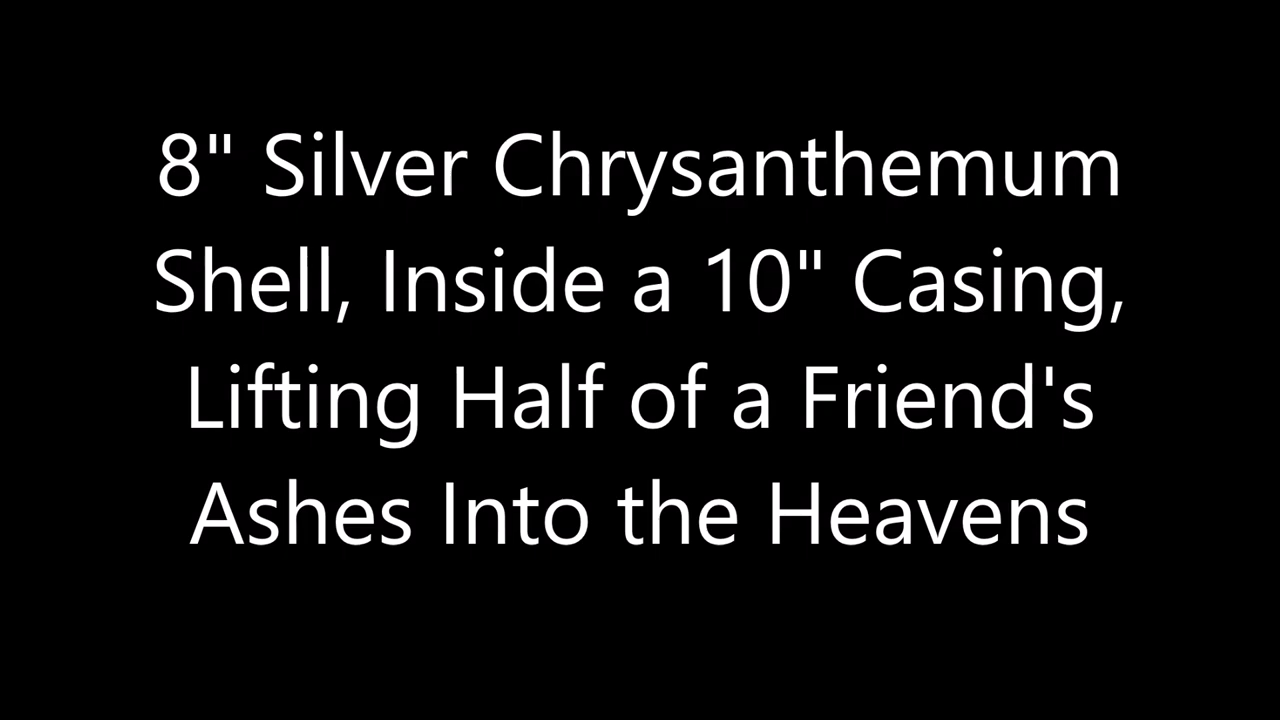 8" Silver Chrysanthemum
Shell, Inside a 10" Casing,
Lifting Half of a Friend's
Ashes Into the Heavens